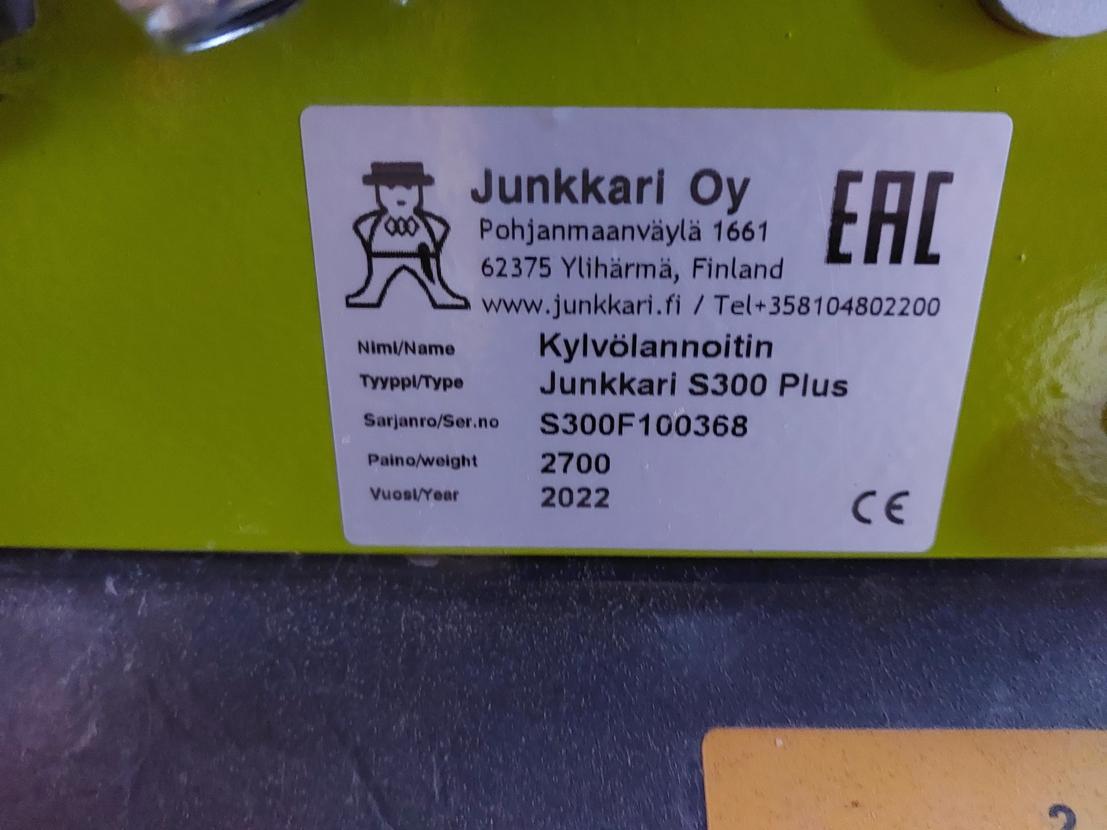 Junkkari Oy
EAC
Pohjanmaanväylä 1661
62375 Ylihärmä, Finland
www.junkkari.fi / Tel+358104802200
Nimi/Name Kylvölannoitin
Tyyppi/Type Junkkari S300 Plus
Sarjanro/Ser.no S300F100368
Paino/weight 2700
Vuosi/Year 2022
CE